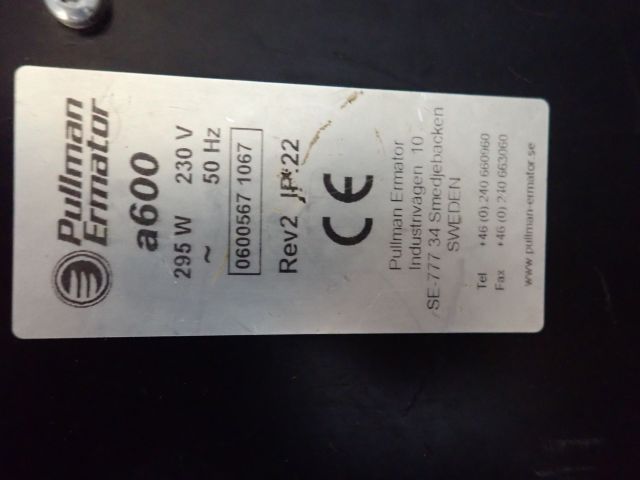 Pullman
Ermator
a600
295 W 230 V
~ 50 Hz
0600567 1067
Rev2 IP:22
CE
Pullman Ermator
Industrivägen 10
SE-777 34 Smedjebacken
SWEDEN
Tel +46 (0) 240 660960
Fax +46 (0) 240 663060
www.pullman-ermator.se